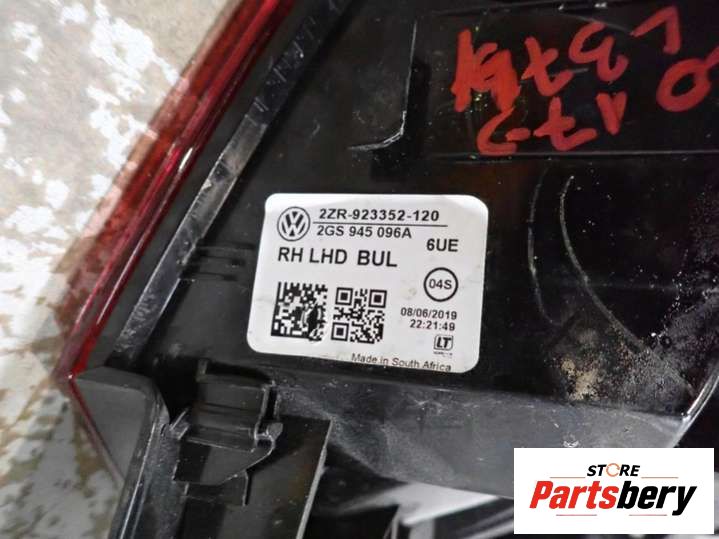 2ZR-923352-120
2GS 945 096A
6UE
RH LHD BUL
04S
08/06/2019
22:21:49
LT
Made in South Africa
STORE
Partsbery